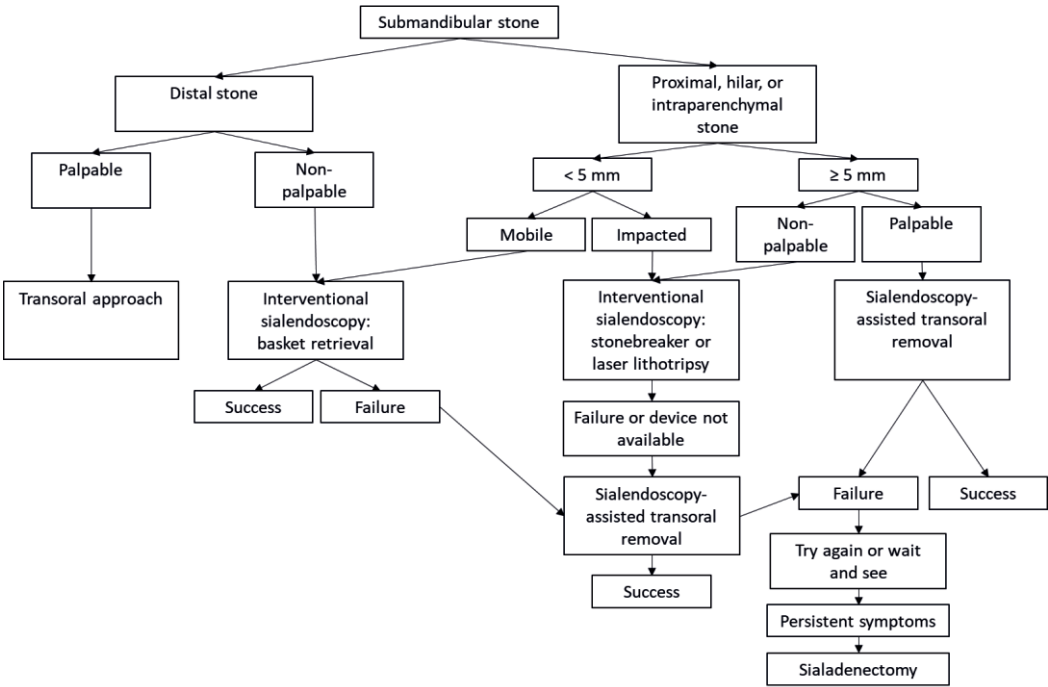 Submandibular stone
Distal stone
Proximal, hilar, or
intraparenchymal
stone
Palpable
Non-
palpable
< 5 mm
≥ 5 mm
Mobile
Impacted
Non-
palpable
Palpable
Transoral approach
Interventional
sialendoscopy:
basket retrieval
Interventional
sialendoscopy:
stonebreaker or
laser lithotripsy
Sialendoscopy-
assisted transoral
removal
Success
Failure
Failure or device not
available
Sialendoscopy-
assisted transoral
removal
Failure
Success
Success
Try again or wait
and see
Persistent symptoms
Sialadenectomy